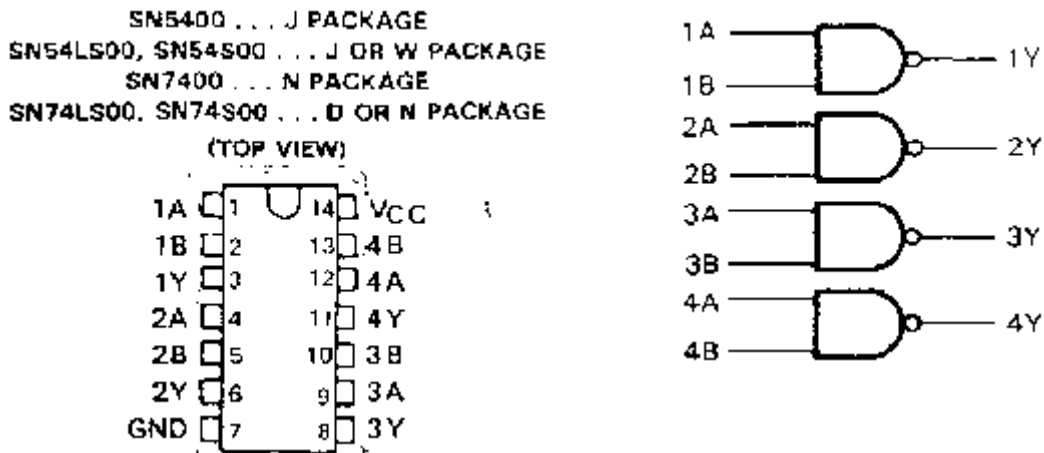 SN5400 . . . J PACKAGE
SN54LS00, SN54S00 . . . J OR W PACKAGE
SN7400 . . . N PACKAGE
SN74LS00, SN74S00 . . . D OR N PACKAGE
(TOP VIEW)
1A 1 14 VCC
1B 2 13 4B
1Y 3 12 4A
2A 4 11 4Y
2B 5 10 3B
2Y 6 9 3A
GND 7 8 3Y
1A
1B
1Y
2A
2B
2Y
3A
3B
3Y
4A
4B
4Y